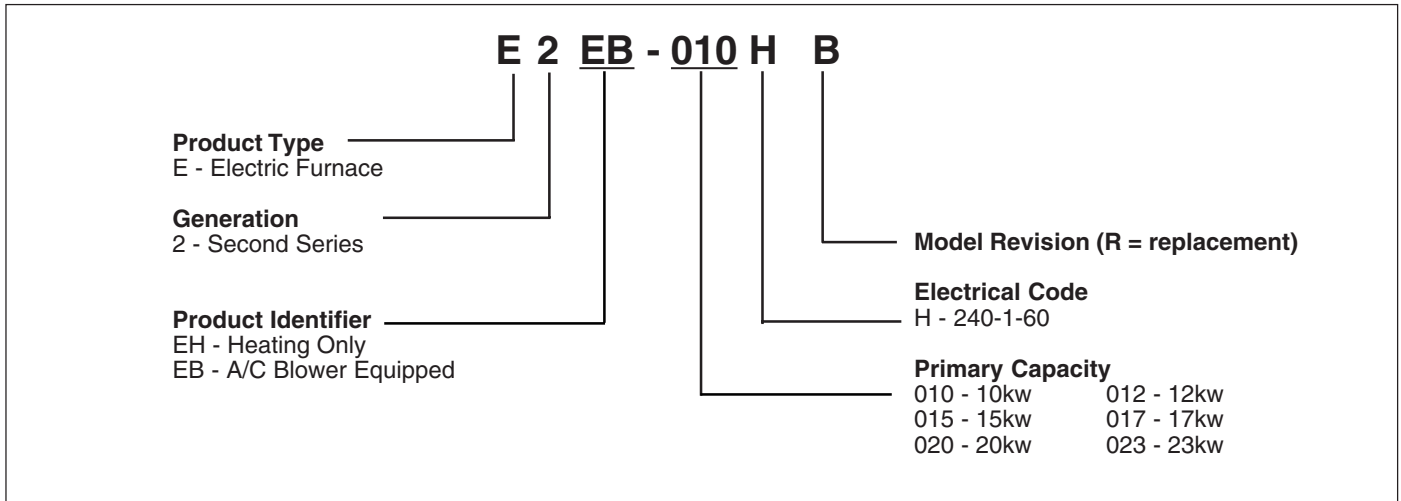 E 2 EB - 010 H B
Product Type
E - Electric Furnace
Generation
2 - Second Series
Product Identifier
EH - Heating Only
EB - A/C Blower Equipped
Model Revision (R = replacement)
Electrical Code
H - 240-1-60
Primary Capacity
010 - 10kw 012 - 12kw
015 - 15kw 017 - 17kw
020 - 20kw 023 - 23kw